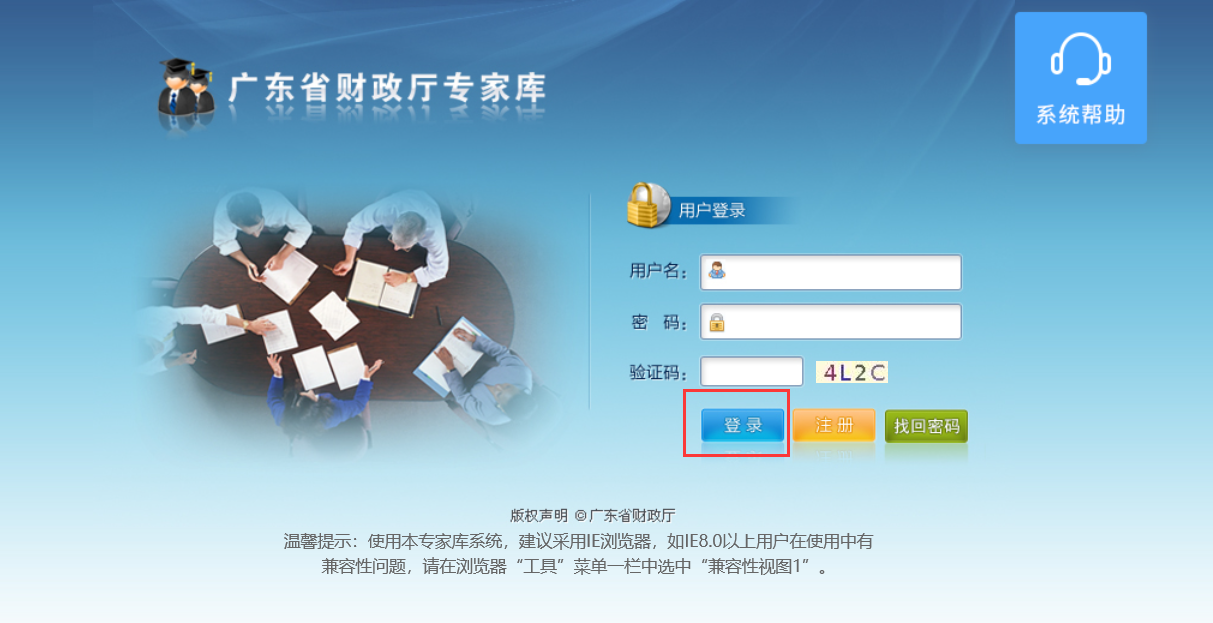 广东省财政厅专家库
系统帮助
用户登录
用户名：
密 码：
验证码： 4L2C
登 录 注 册 找回密码
版权声明 ©广东省财政厅
温馨提示：使用本专家库系统，建议采用IE浏览器，如IE8.0以上用户在使用中有
兼容性问题，请在浏览器“工具”菜单一栏中选中“兼容性视图1”。